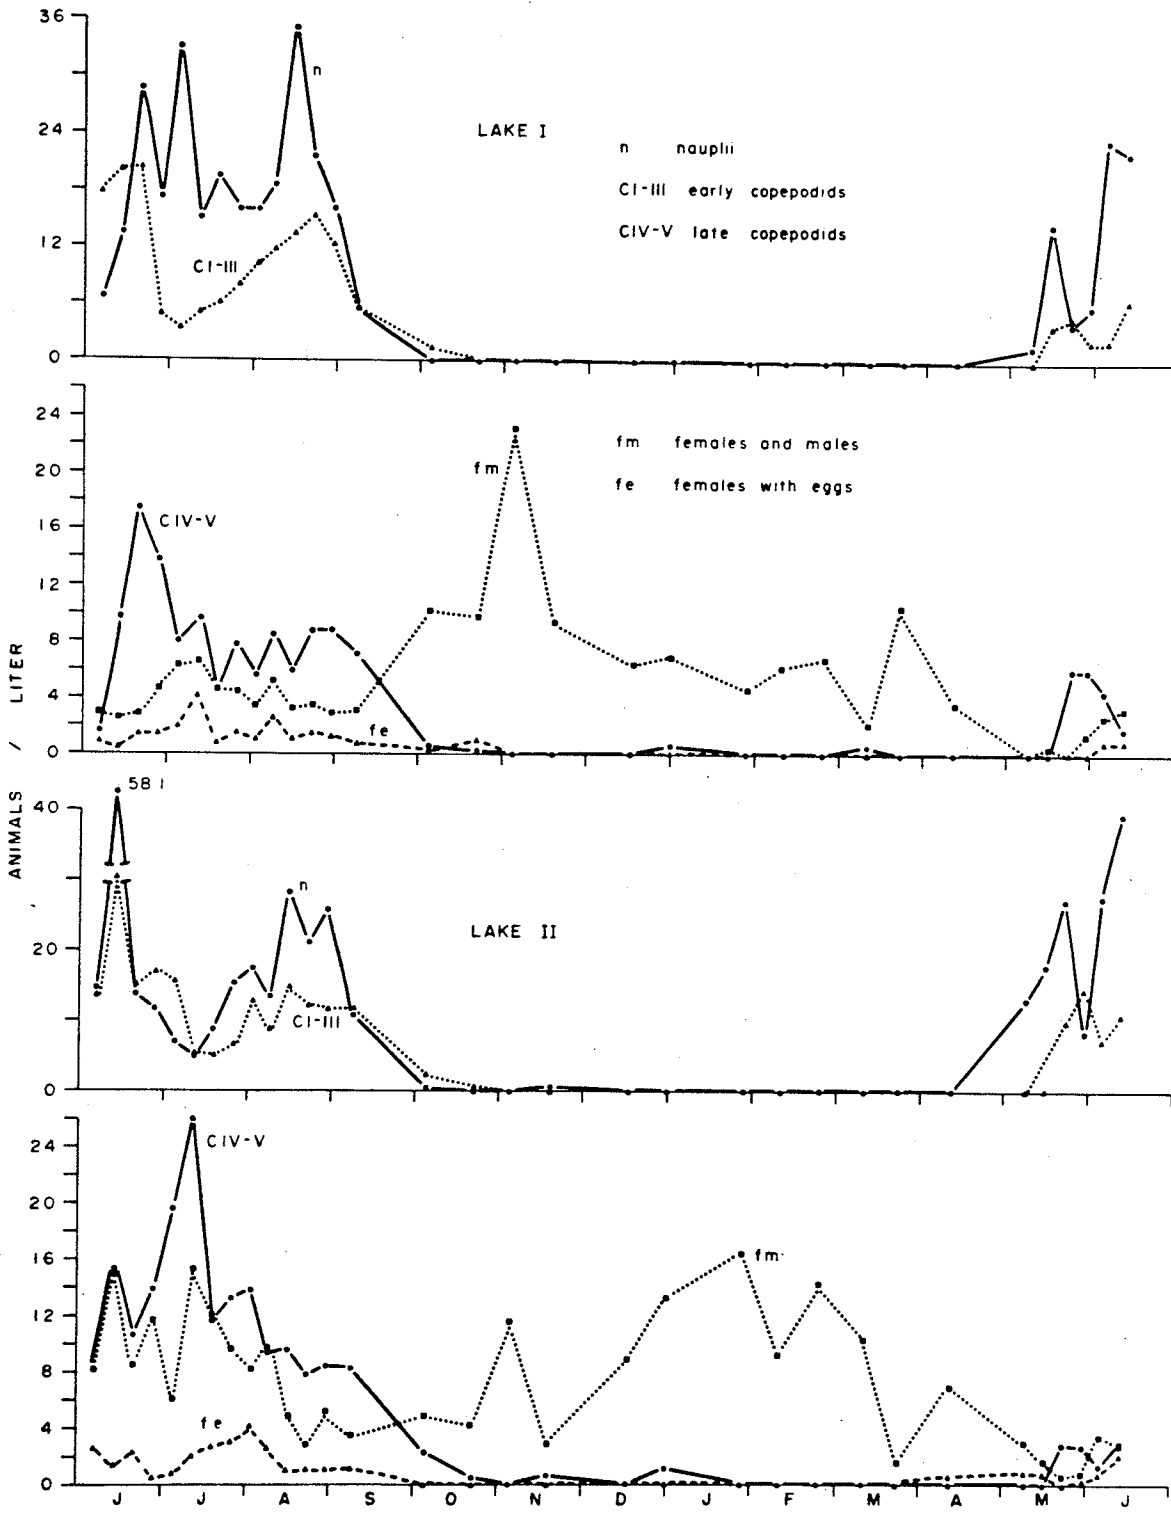 36
n
24
LAKE I
n nauplii
CI-III early copepodids
CIV-V late copepodids
12
CI-III
0
24
fm females and males
20
fm
fe females with eggs
16
CIV-V
12
8
4
fe
0
ANIMALS / LITER
58 1
40
n
20
LAKE II
CI-III
0
24
CIV-V
20
16
fm
12
8
4
fe
0
J J A S O N D J F M A M J